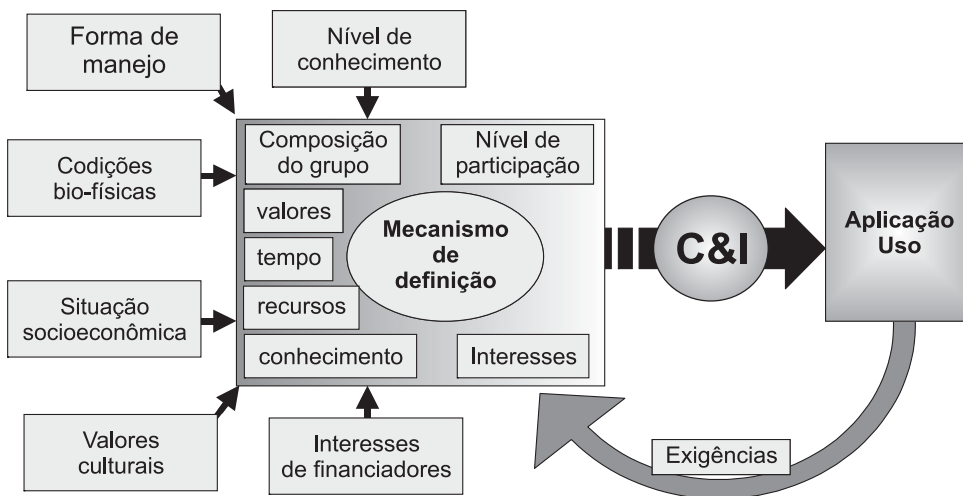 Forma de
manejo
Nível de
conhecimento
Codições
bio-físicas
Situação
socioeconômica
Valores
culturais
Interesses
de financiadores
Composição
do grupo
Nível de
participação
valores
tempo
recursos
conhecimento
Mecanismo
de
definição
Interesses
C&I
Aplicação
Uso
Exigências